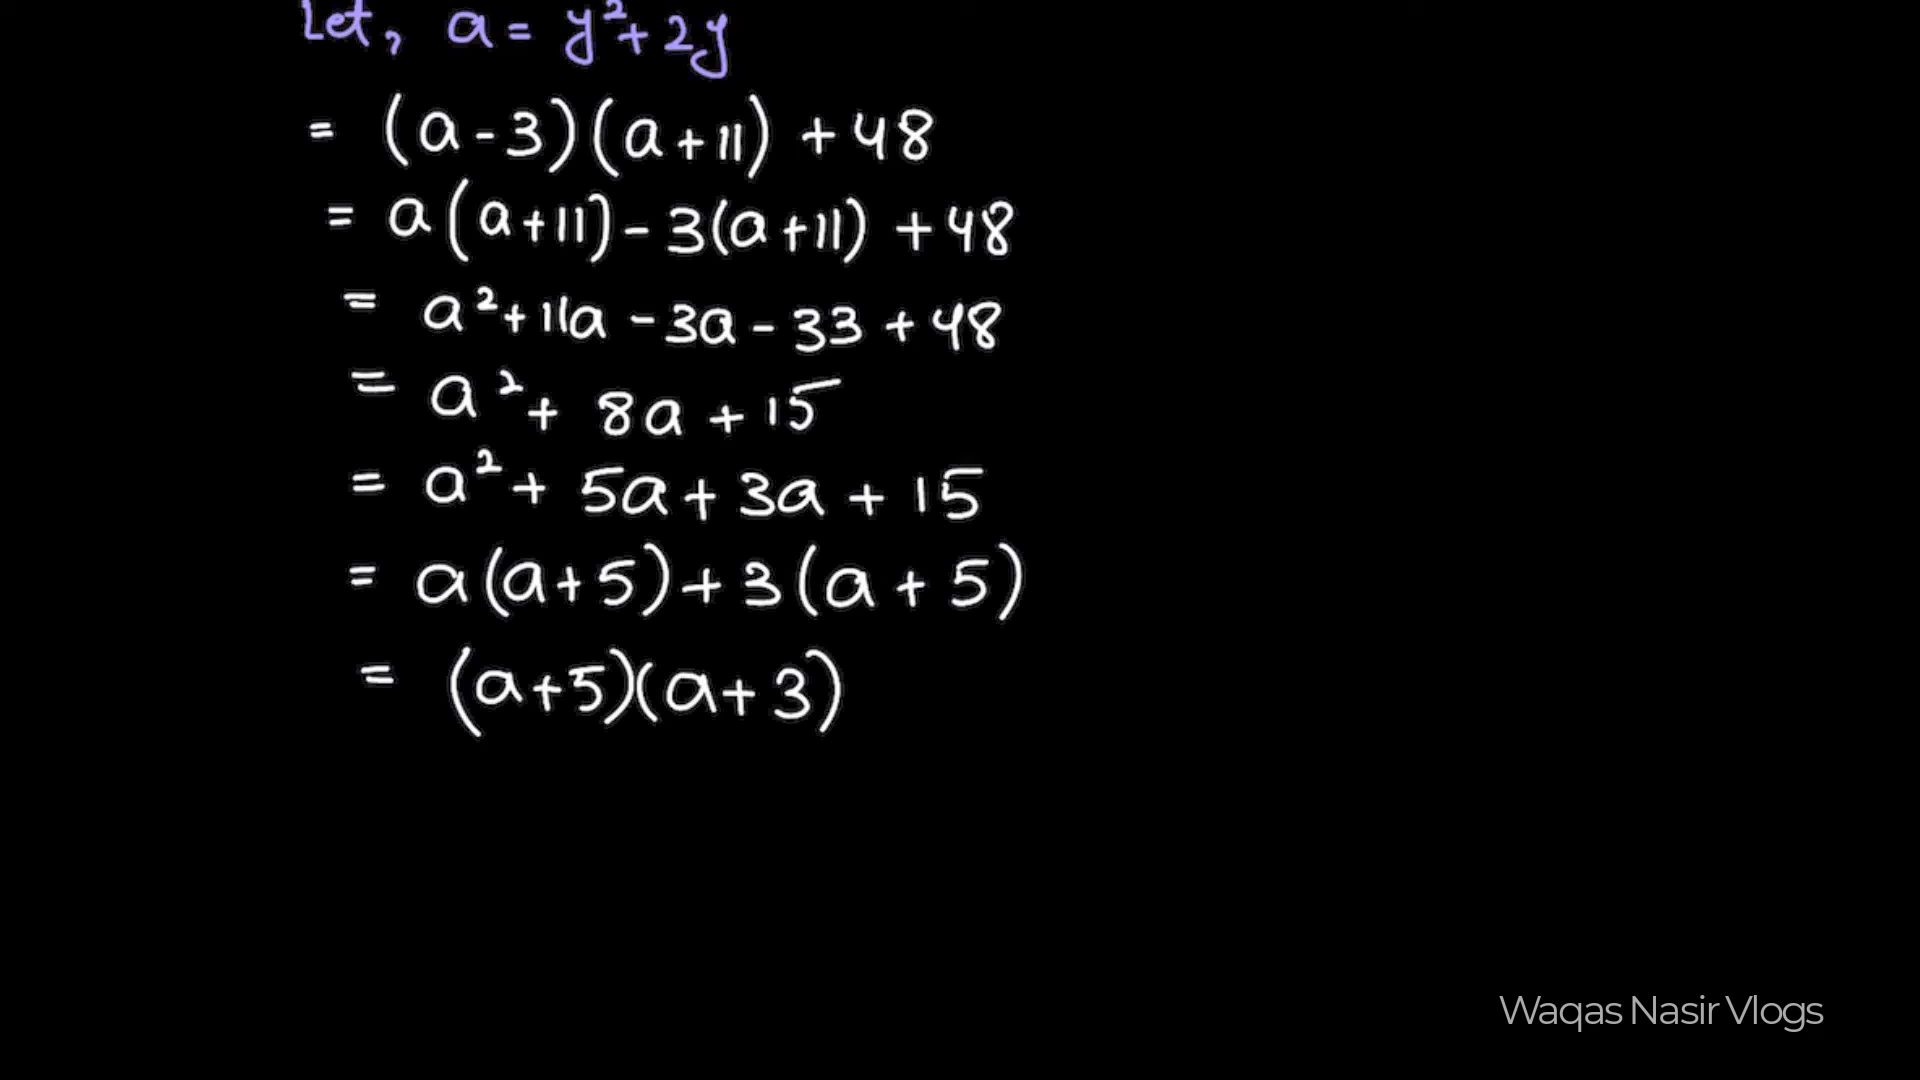 Let, a = y²+2y
= (a-3)(a+11) + 48
= a(a+11) - 3(a+11) + 48
= a²+11a - 3a - 33 + 48
= a² + 8a + 15
= a² + 5a + 3a + 15
= a(a+5) + 3(a+5)
= (a+5)(a+3)
Waqas Nasir Vlogs